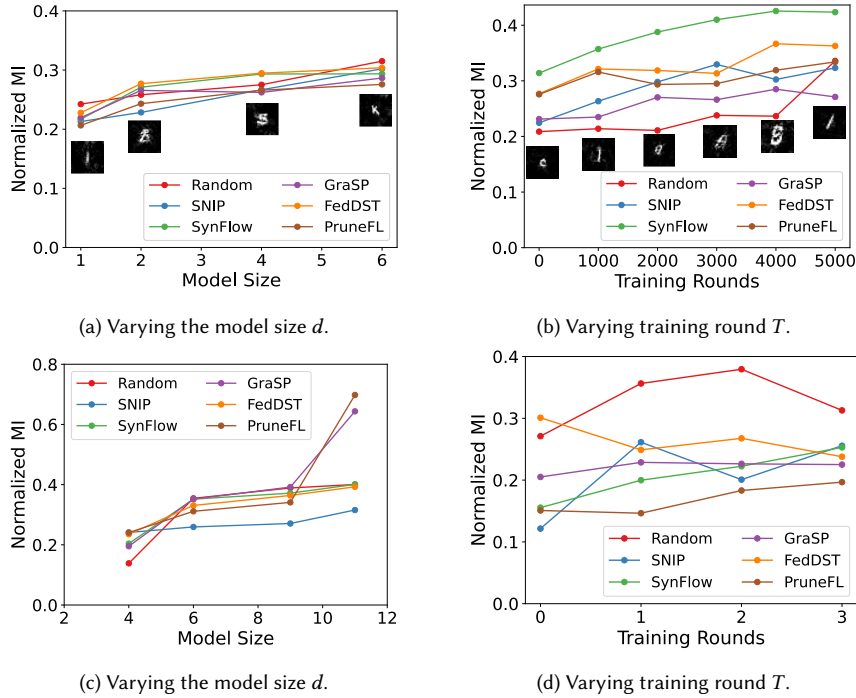 Normalized MI
0.4
0.3
0.2
0.1
0.0
Random
SNIP
SynFlow
GraSP
FedDST
PruneFL
1 2 3 4 5 6
Model Size
(a) Varying the model size d.
Normalized MI
0.4
0.3
0.2
0.1
0.0
Random
SNIP
SynFlow
GraSP
FedDST
PruneFL
0 1000 2000 3000 4000 5000
Training Rounds
(b) Varying training round T.
Normalized MI
0.8
0.6
0.4
0.2
0.0
Random
SNIP
SynFlow
GraSP
FedDST
PruneFL
2 4 6 8 10 12
Model Size
(c) Varying the model size d.
Normalized MI
0.4
0.3
0.2
0.1
0.0
Random
SNIP
SynFlow
GraSP
FedDST
PruneFL
0 1 2 3
Training Rounds
(d) Varying training round T.